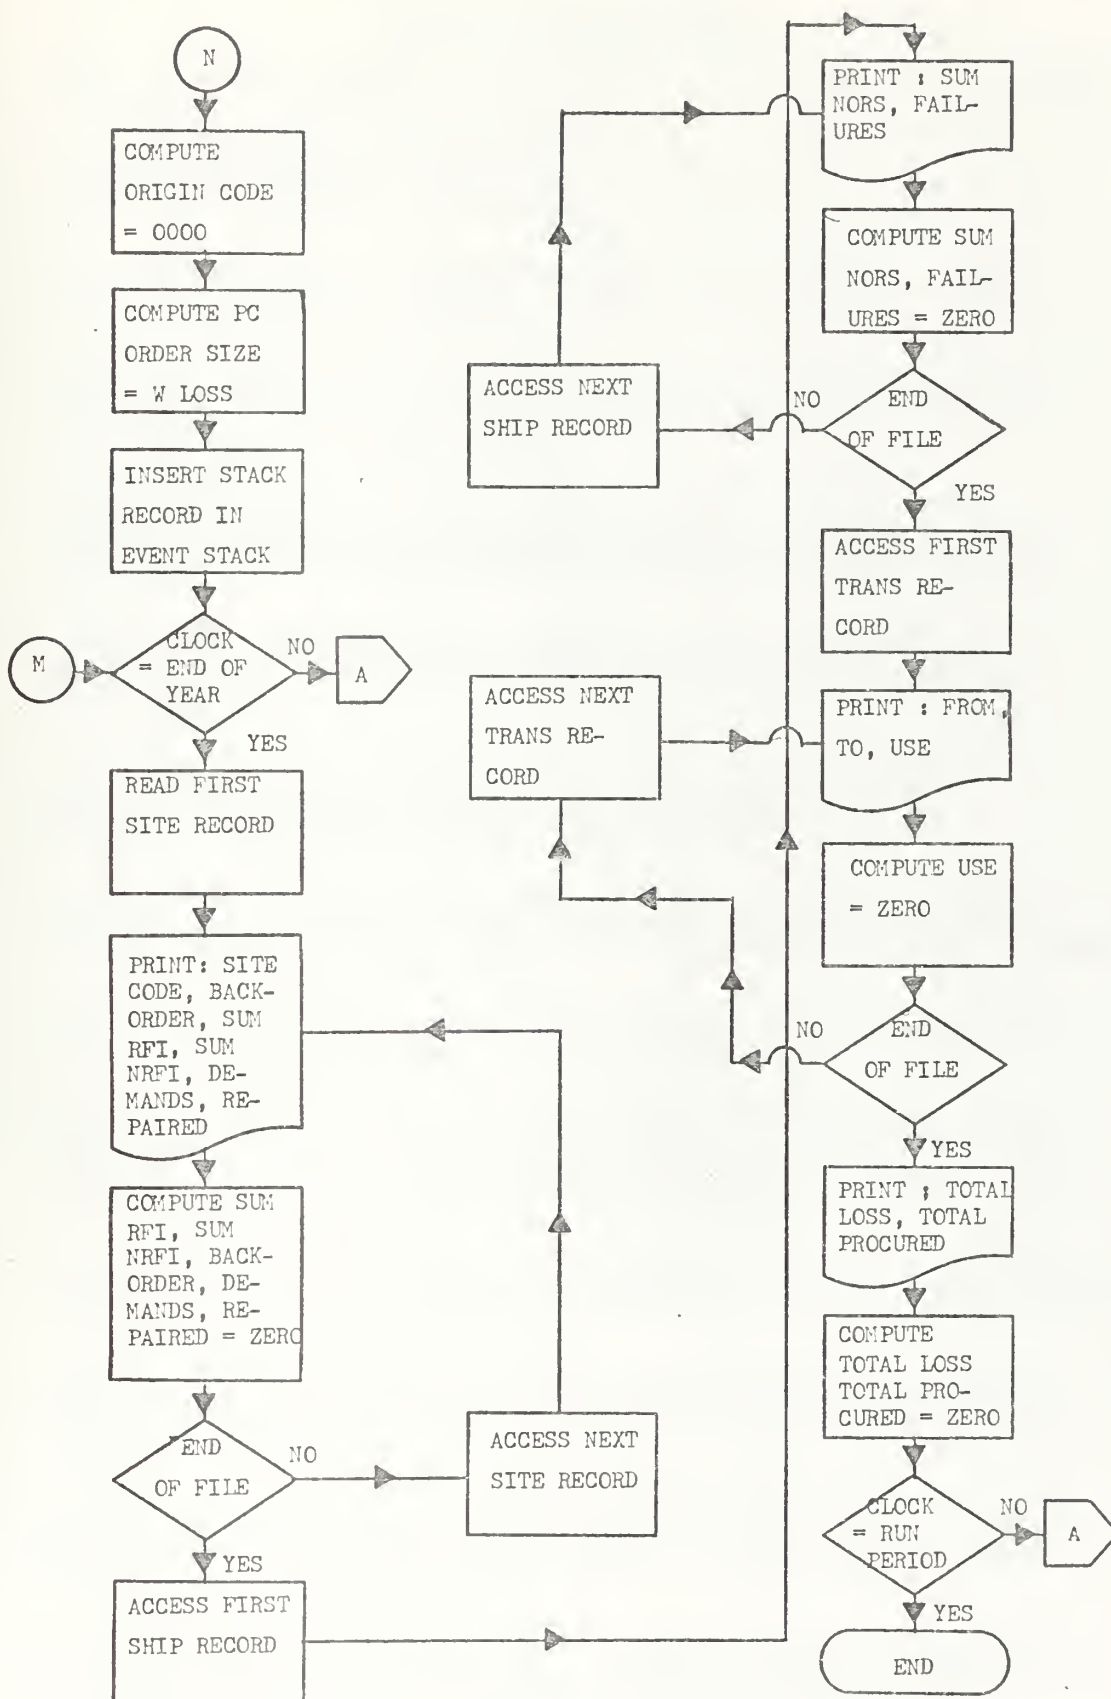 N
COMPUTE
ORIGIN CODE
= 0000
COMPUTE PC
ORDER SIZE
= W LOSS
INSERT STACK
RECORD IN
EVENT STACK
M
CLOCK
= END OF
YEAR
NO
A
YES
READ FIRST
SITE RECORD
PRINT: SITE
CODE, BACK-
ORDER, SUM
RFI, SUM
NRFI, DE-
MANDS, RE-
PAIRED
COMPUTE SUM
RFI, SUM
NRFI, BACK-
ORDER, DE-
MANDS, RE-
PAIRED = ZERO
END
OF FILE
NO
ACCESS NEXT
SITE RECORD
YES
ACCESS FIRST
SHIP RECORD
PRINT : SUM
NORS, FAIL-
URES
COMPUTE SUM
NORS, FAIL-
URES = ZERO
END
OF FILE
NO
ACCESS NEXT
SHIP RECORD
YES
ACCESS FIRST
TRANS RE-
CORD
PRINT : FROM,
TO, USE
ACCESS NEXT
TRANS RE-
CORD
COMPUTE USE
= ZERO
END
OF FILE
NO
YES
PRINT : TOTAL
LOSS, TOTAL
PROCURED
COMPUTE
TOTAL LOSS
TOTAL PRO-
CURED = ZERO
CLOCK
= RUN
PERIOD
NO
A
YES
END